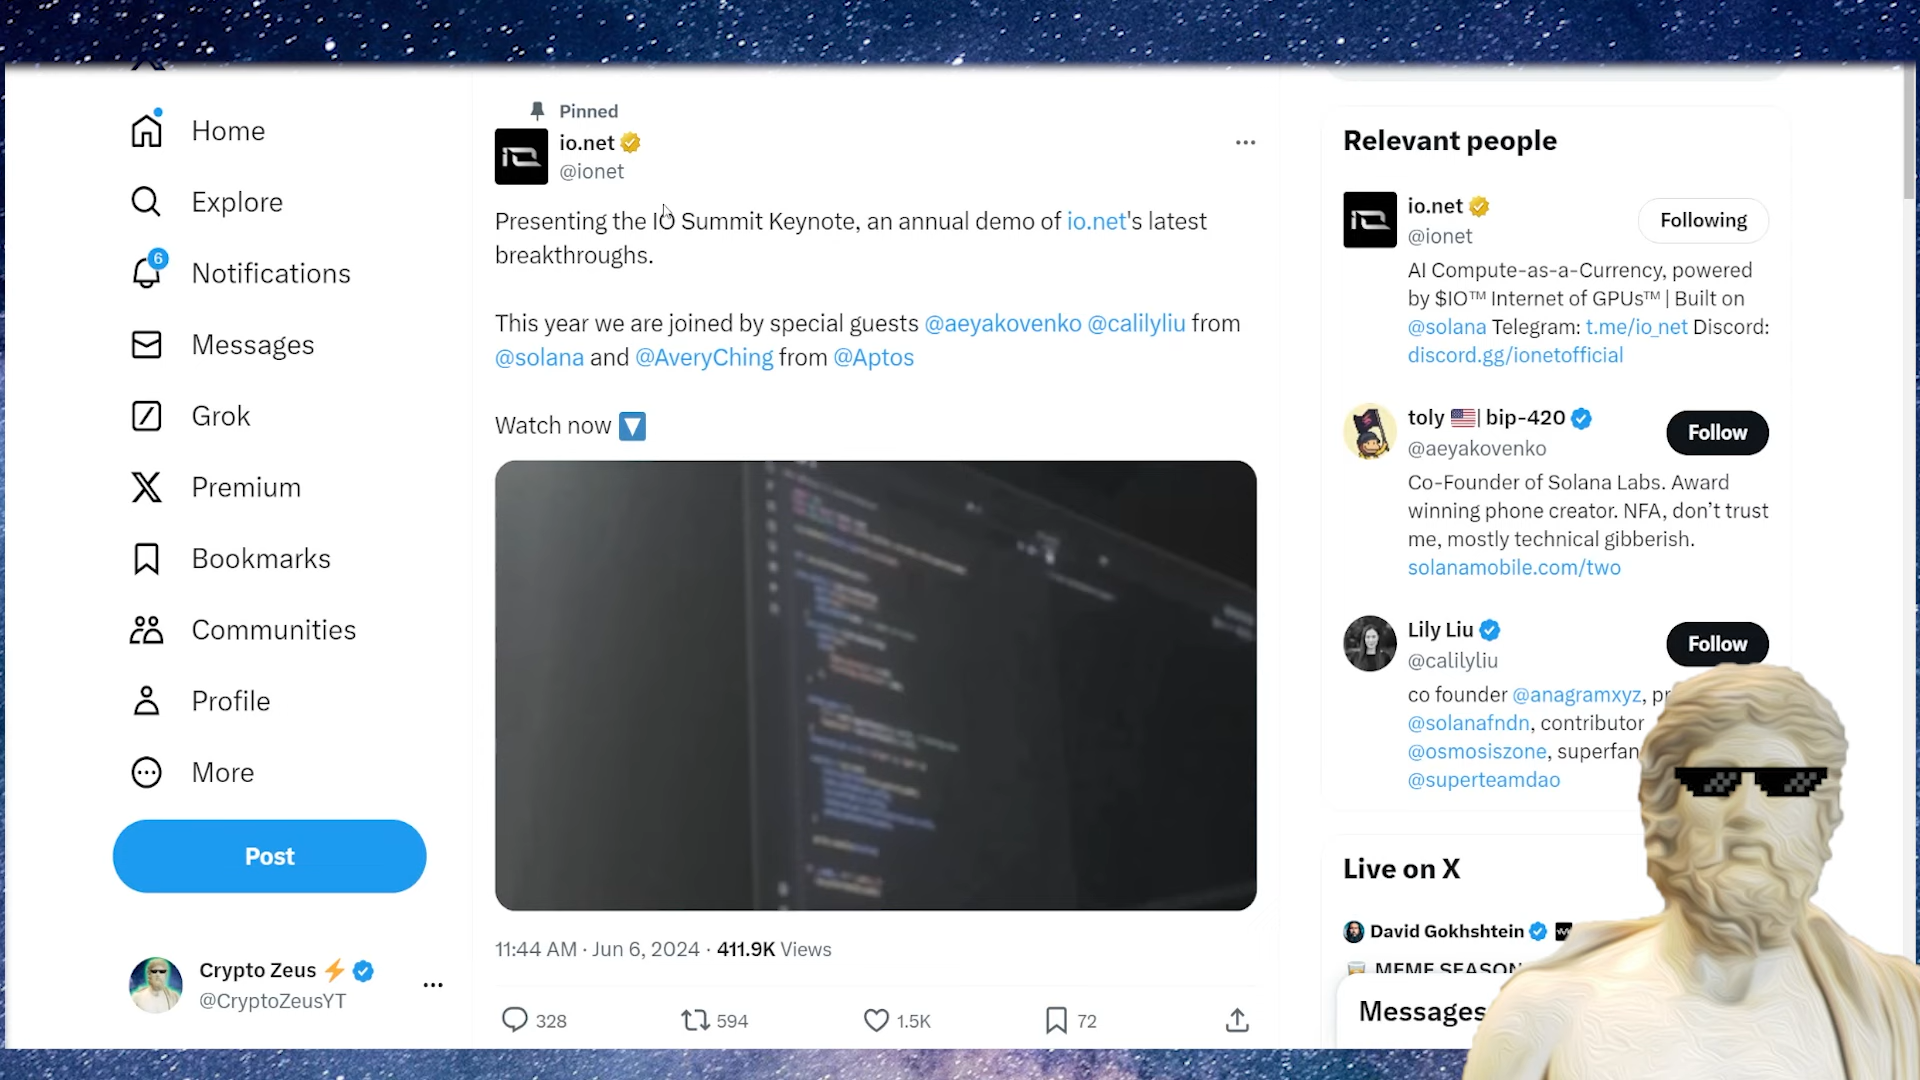 Home
Explore
6
Notifications
Messages
Grok
Premium
Bookmarks
Communities
Profile
More
Post
Crypto Zeus
@CryptoZeusYT
Pinned
io.net
@ionet
Presenting the IO Summit Keynote, an annual demo of io.net's latest
breakthroughs.
This year we are joined by special guests @aeyakovenko @calilyliu from
@solana and @AveryChing from @Aptos
Watch now
11:44 AM · Jun 6, 2024 · 411.9K Views
328
594
1.5K
72
Relevant people
io.net
@ionet
Following
AI Compute-as-a-Currency, powered
by $IO™ Internet of GPUs™ | Built on
@solana Telegram: t.me/io_net Discord:
discord.gg/ionetofficial
toly 🇺🇸| bip-420
@aeyakovenko
Follow
Co-Founder of Solana Labs. Award
winning phone creator. NFA, don’t trust
me, mostly technical gibberish.
solanamobile.com/two
Lily Liu
@calilyliu
Follow
co founder @anagramxyz,
@solanafndn, contributor
@osmosiszone, superfan
@superteamdao
Live on X
David Gokhshtein
MEME SEASON
Messages